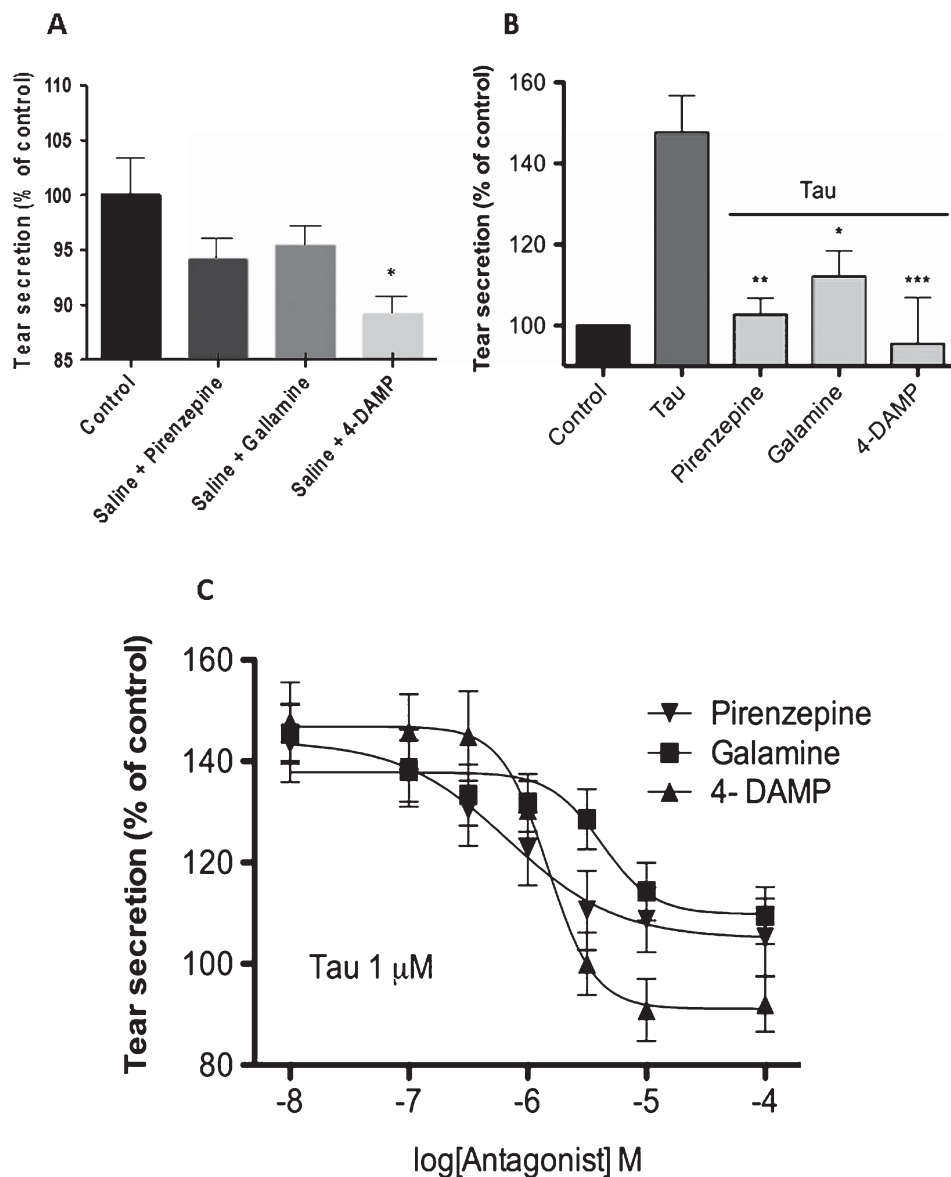 A
Tear secretion (% of control)
110
105
100
95
90
85
*
Control
Saline + Pirenzepine
Saline + Gallamine
Saline + 4-DAMP
B
Tear secretion (% of control)
160
140
120
100
Tau
**
*
***
Control
Tau
Pirenzepine
Galamine
4-DAMP
C
Tear secretion (% of control)
160
140
120
100
80
Pirenzepine
Galamine
4- DAMP
Tau 1 μM
-8
-7
-6
-5
-4
log[Antagonist] M